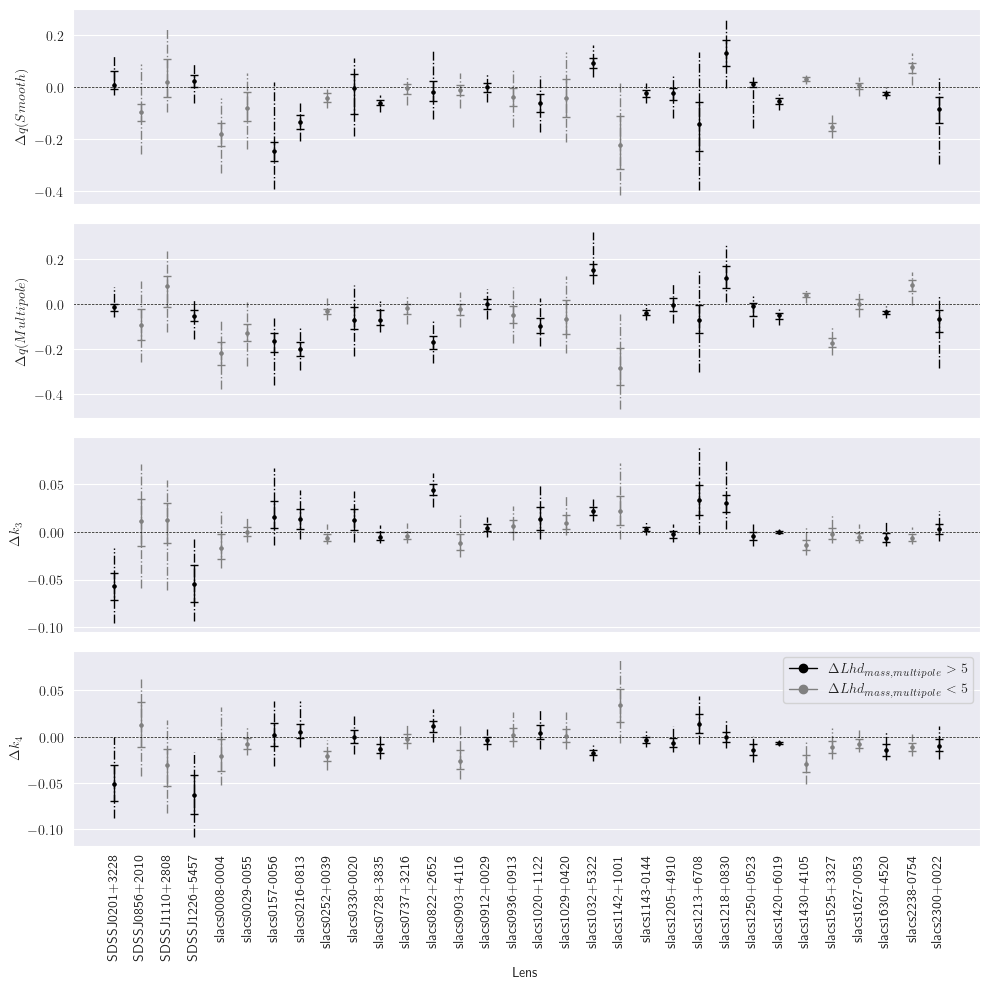 0.2
0.0
−0.2
−0.4
Δq(Smooth)
0.2
0.0
−0.2
−0.4
Δq(Multipole)
0.05
0.00
−0.05
−0.10
Δk₃
0.05
0.00
−0.05
−0.10
Δk₄
ΔLhd_{mass,multipole} > 5
ΔLhd_{mass,multipole} < 5
SDSSJ0201+3228
SDSSJ0856+2010
SDSSJ1110+2808
SDSSJ1226+5457
slacs0008-0004
slacs0029-0055
slacs0157-0056
slacs0216-0813
slacs0252+0039
slacs0330-0020
slacs0728+3835
slacs0737+3216
slacs0822+2652
slacs0903+4116
slacs0912+0029
slacs0936+0913
slacs1020+1122
slacs1029+0420
slacs1032+5322
slacs1142+1001
slacs1143-0144
slacs1205+4910
slacs1213+6708
slacs1218+0830
slacs1250+0523
slacs1420+6019
slacs1430+4105
slacs1525+3327
slacs1627-0053
slacs1630+4520
slacs2238-0754
slacs2300+0022
Lens